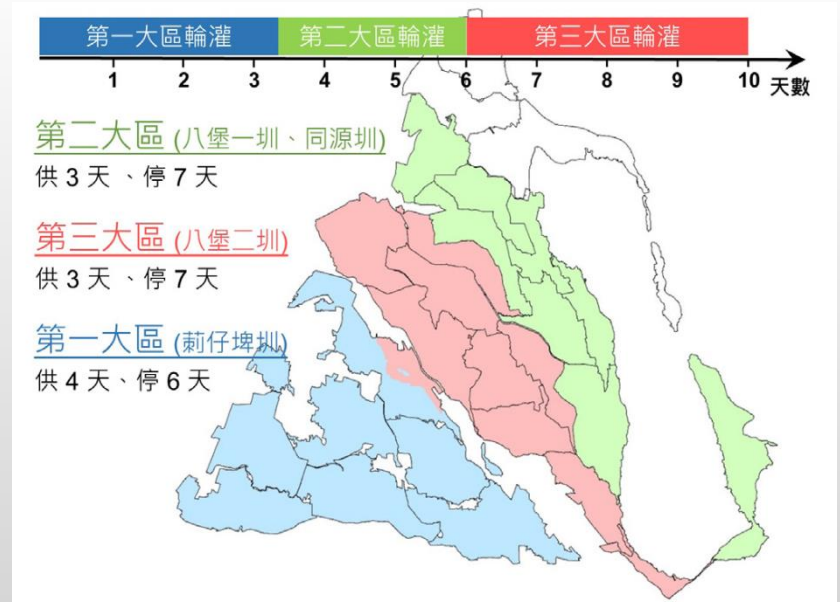 第一大區輪灌 第二大區輪灌 第三大區輪灌
1 2 3 4 5 6 7 8 9 10 天數
第二大區 (八堡一圳、同源圳)
供 3 天 、停 7 天
第三大區 (八堡二圳)
供 3 天 、停 7 天
第一大區 (莿仔埤圳)
供 4 天、停 6 天